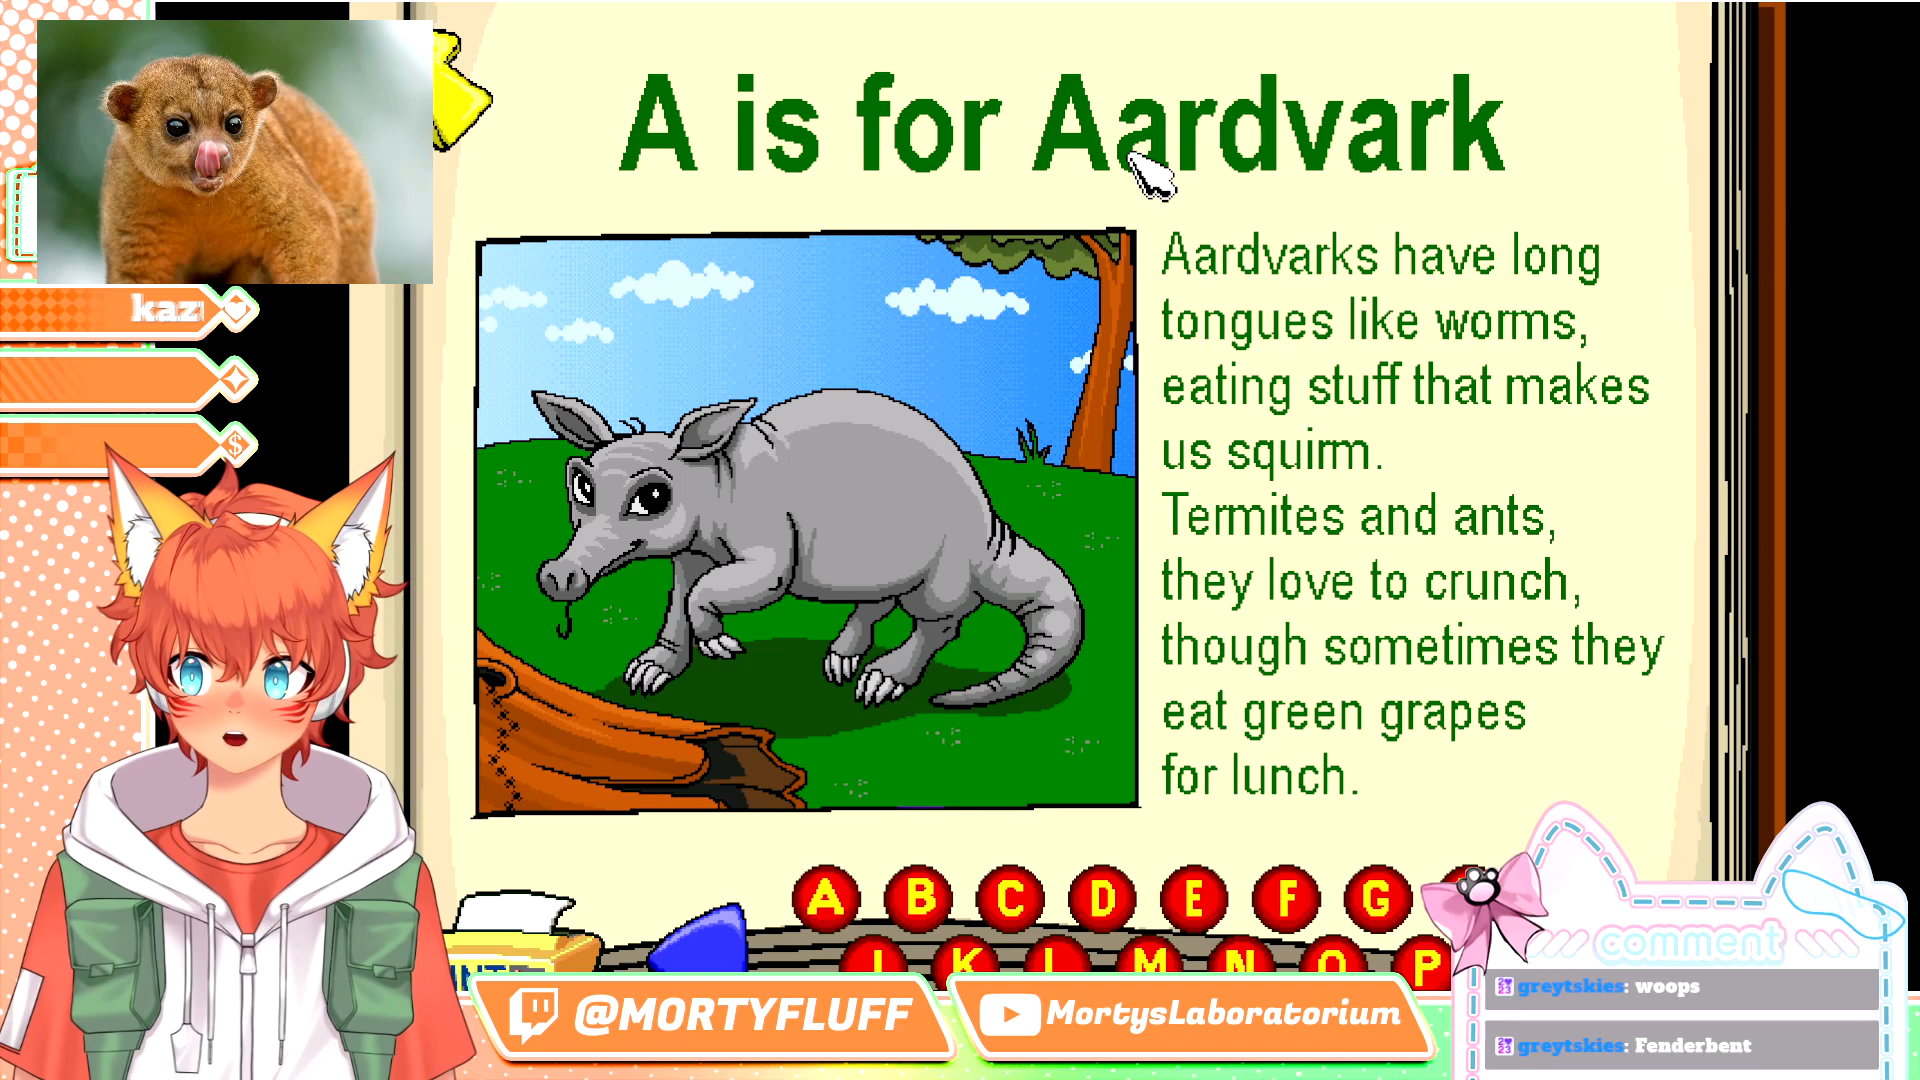 A is for Aardvark
Aardvarks have long
tongues like worms,
eating stuff that makes
us squirm.
Termites and ants,
they love to crunch,
though sometimes they
eat green grapes
for lunch.
kaz
$
A B C D E F G
K L M N O P
@MORTYFLUFF
MortysLaboratorium
comment
greytskies: woops
greytskies: Fenderbent